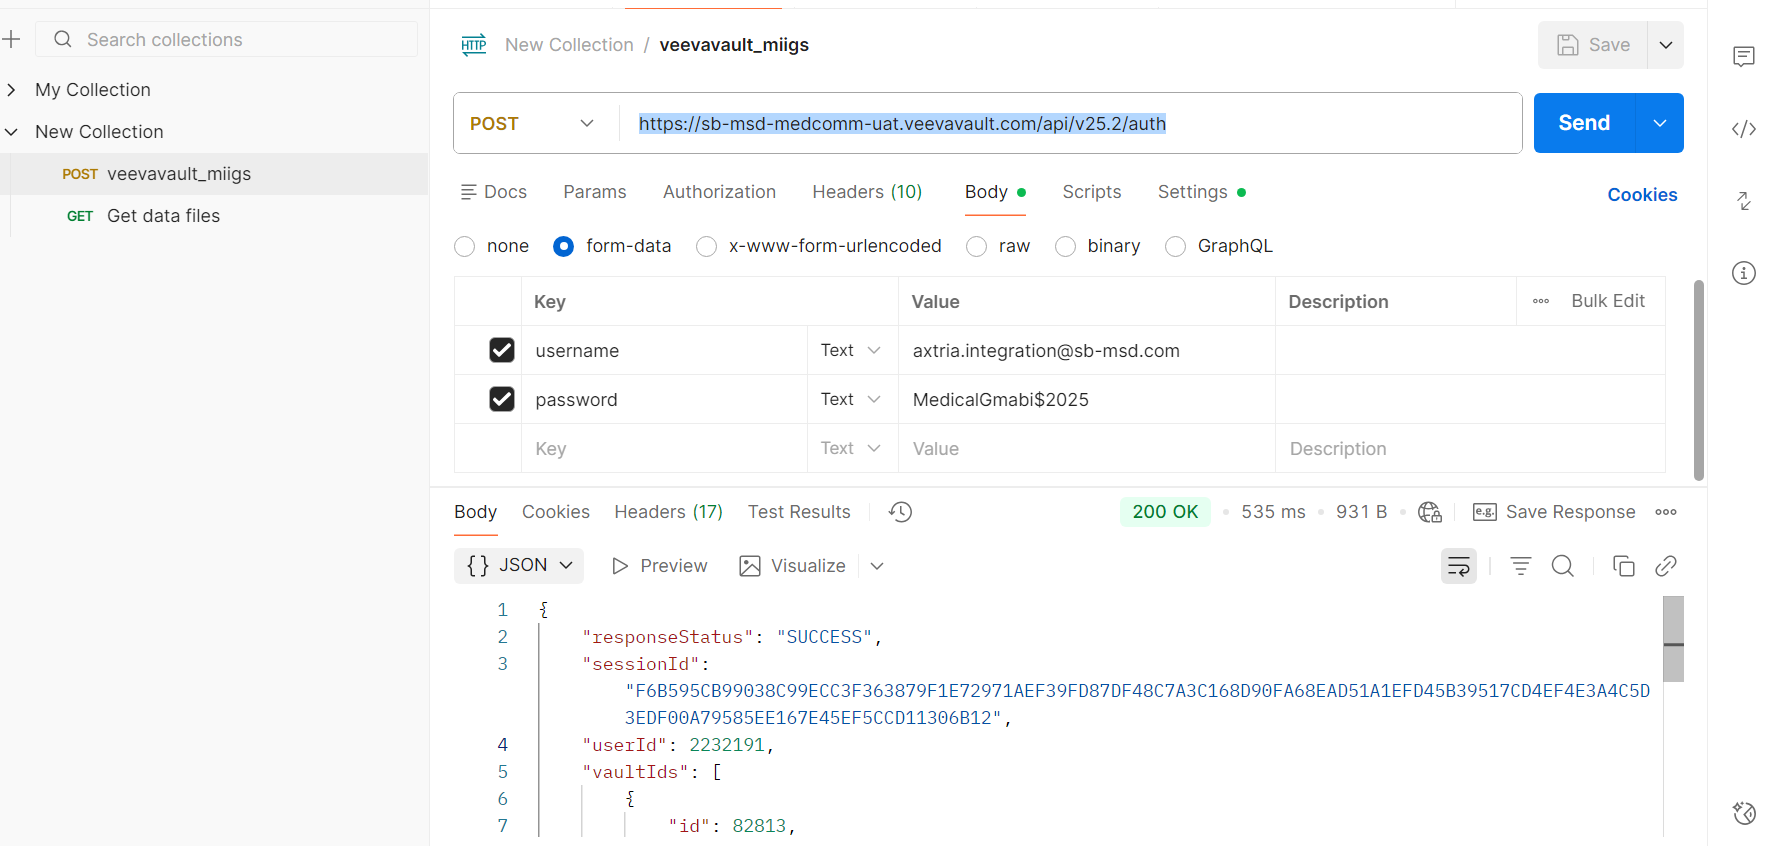 Search collections
My Collection
New Collection
POST veevavault_miigs
GET Get data files
HTTP New Collection / veevavault_miigs
Save
POST https://sb-msd-medcomm-uat.veevavault.com/api/v25.2/auth
Send
Docs Params Authorization Headers (10) Body Scripts Settings Cookies
none form-data x-www-form-urlencoded raw binary GraphQL
Key Value Description Bulk Edit
username Text axtria.integration@sb-msd.com
password Text MedicalGmabi$2025
Key Text Value Description
Body Cookies Headers (17) Test Results 200 OK 535 ms 931 B e.g. Save Response
{} JSON Preview Visualize
1 {
2 "responseStatus": "SUCCESS",
3 "sessionId":
"F6B595CB99038C99ECC3F363879F1E72971AEF39FD87DF48C7A3C168D90FA68EAD51A1EFD45B39517CD4EF4E3A4C5D
3EDF00A79585EE167E45EF5CCD11306B12",
4 "userId": 2232191,
5 "vaultIds": [
6 {
7 "id": 82813,